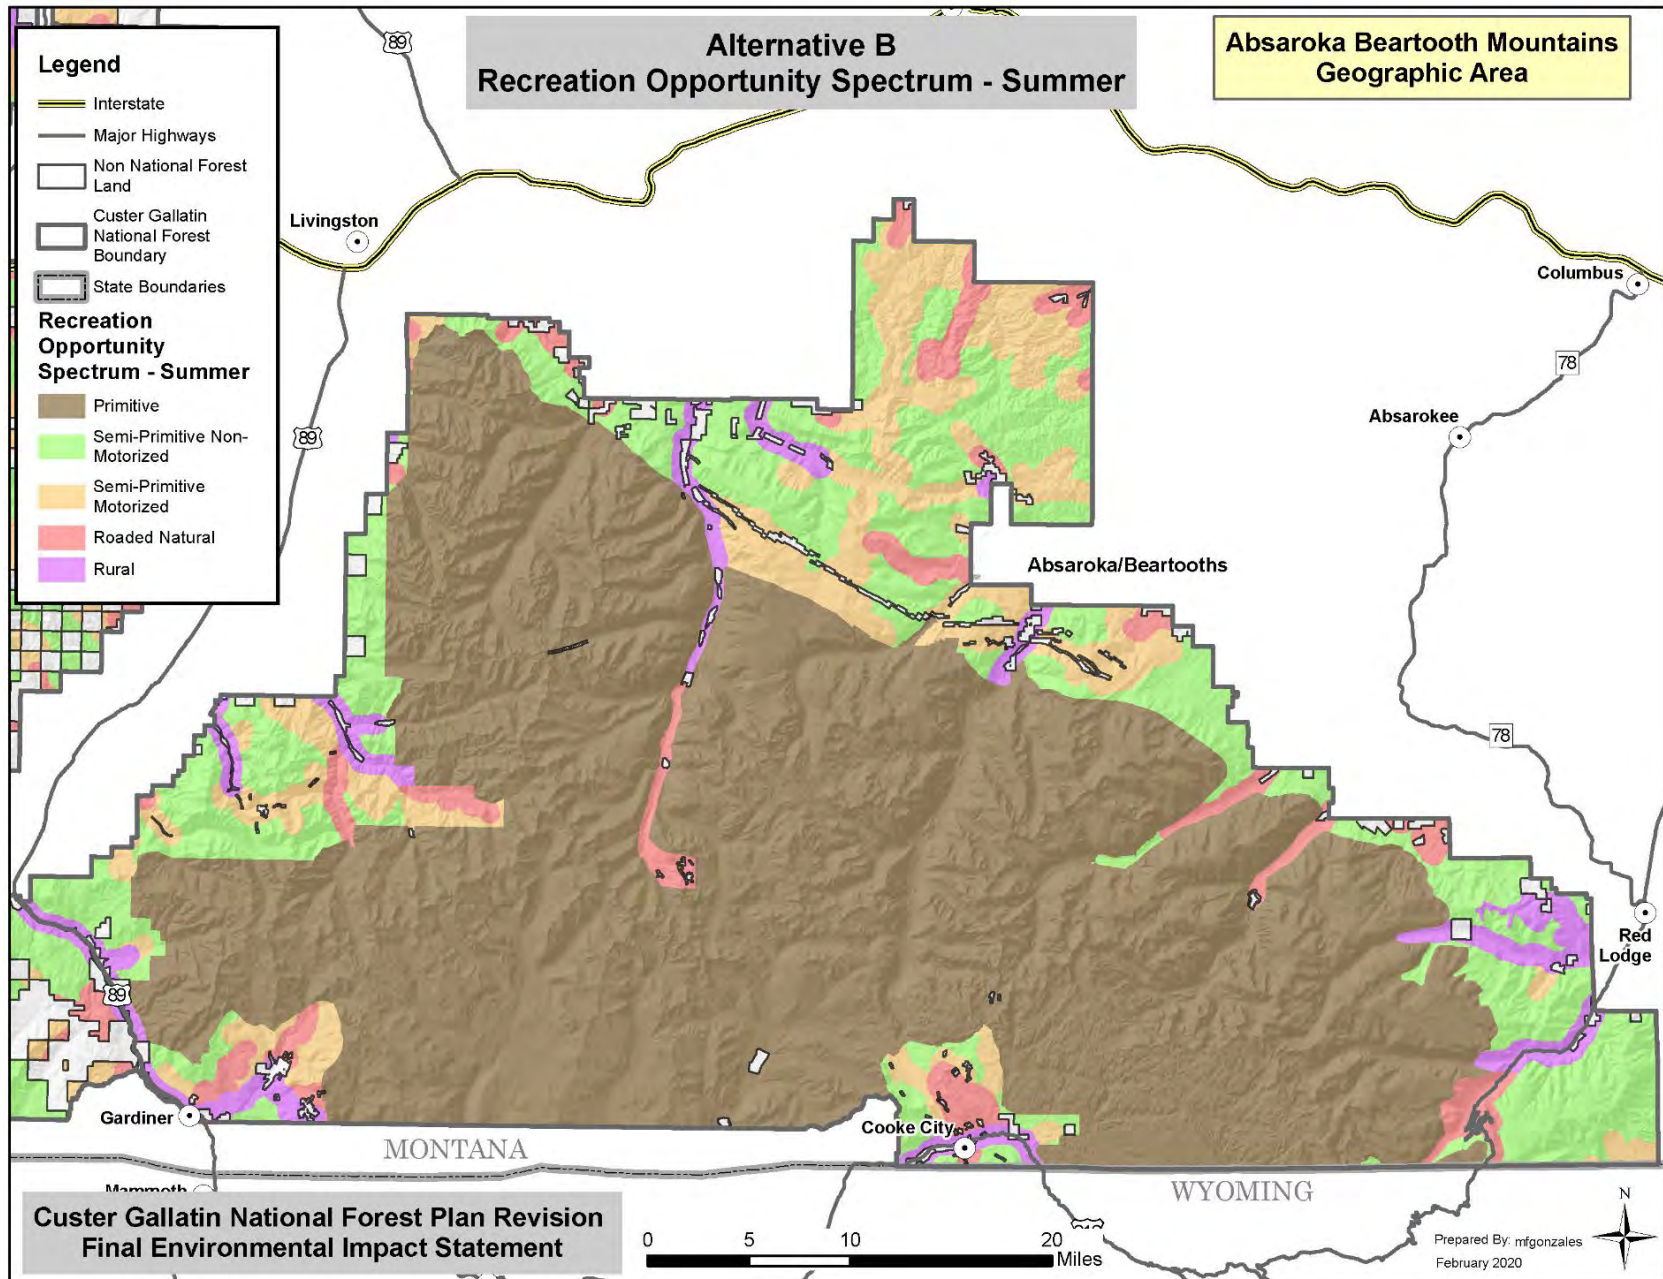 Alternative B
Recreation Opportunity Spectrum - Summer
Absaroka Beartooth Mountains
Geographic Area
Legend
Interstate
Major Highways
Non National Forest
Land
Custer Gallatin
National Forest
Boundary
State Boundaries
Recreation
Opportunity
Spectrum - Summer
Primitive
Semi-Primitive Non-
Motorized
Semi-Primitive
Motorized
Roaded Natural
Rural
89
Livingston
Columbus
78
Absarokee
89
Absaroka/Beartooths
78
Red
Lodge
89
Gardiner
Cooke City
MONTANA
WYOMING
Mammoth
Custer Gallatin National Forest Plan Revision
Final Environmental Impact Statement
0 5 10 20
Miles
N
Prepared By: mfgonzales
February 2020